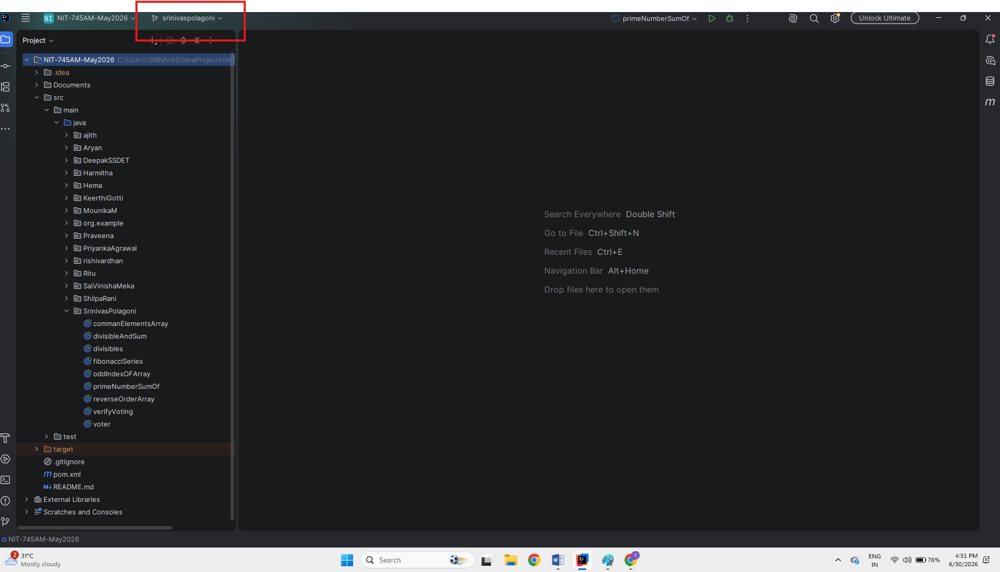 NI NIT-745AM-May2026 srinivaspolagoni primeNumberSumOf Unlock Ultimate
Project
NIT-745AM-May2026 C:\Users\SRINIVAS\IdeaProjects\NIT
.idea
Documents
src
main
java
ajith
Aryan
DeepakSSDET
Harmitha
Hema
KeerthiGotti
MounikaM
org.example
Praveena
PriyankaAgrawal
rishivardhan
Ritu
SaiVinishaMeka
ShilpaRani
SrinivasPolagoni
commanElementsArray
divisibleAndSum
divisibles
fibonacciSeries
oddIndexOFArray
primeNumberSumOf
reverseOrderArray
verifyVoting
voter
test
target
.gitignore
pom.xml
README.md
External Libraries
Scratches and Consoles
Search Everywhere Double Shift
Go to File Ctrl+Shift+N
Recent Files Ctrl+E
Navigation Bar Alt+Home
Drop files here to open them
NIT-745AM-May2026
2
31°C
Mostly cloudy
Search
T
ENG
IN
76%
4:51 PM
6/30/2026